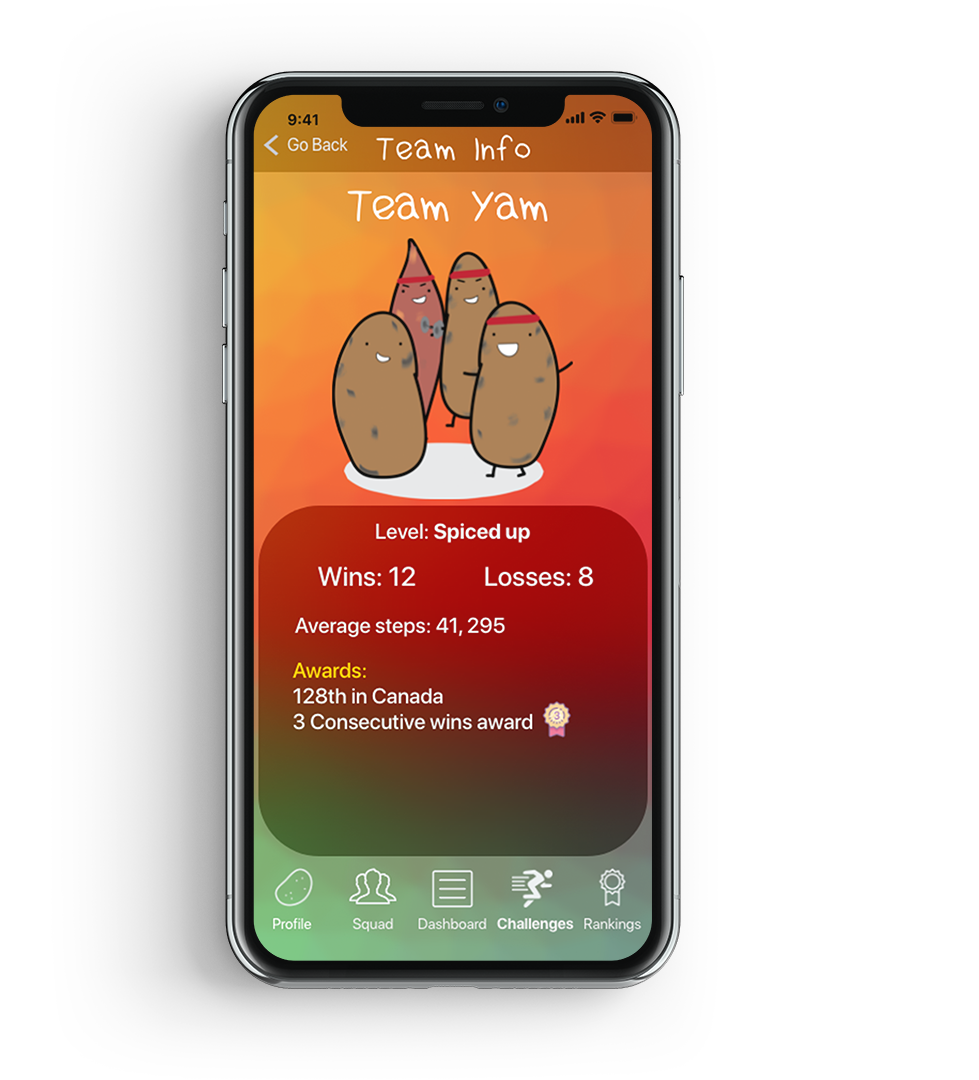 9:41
Go Back Team Info
Team Yam
Level: Spiced up
Wins: 12 Losses: 8
Average steps: 41, 295
Awards:
128th in Canada
3 Consecutive wins award 3
Profile Squad Dashboard Challenges Rankings